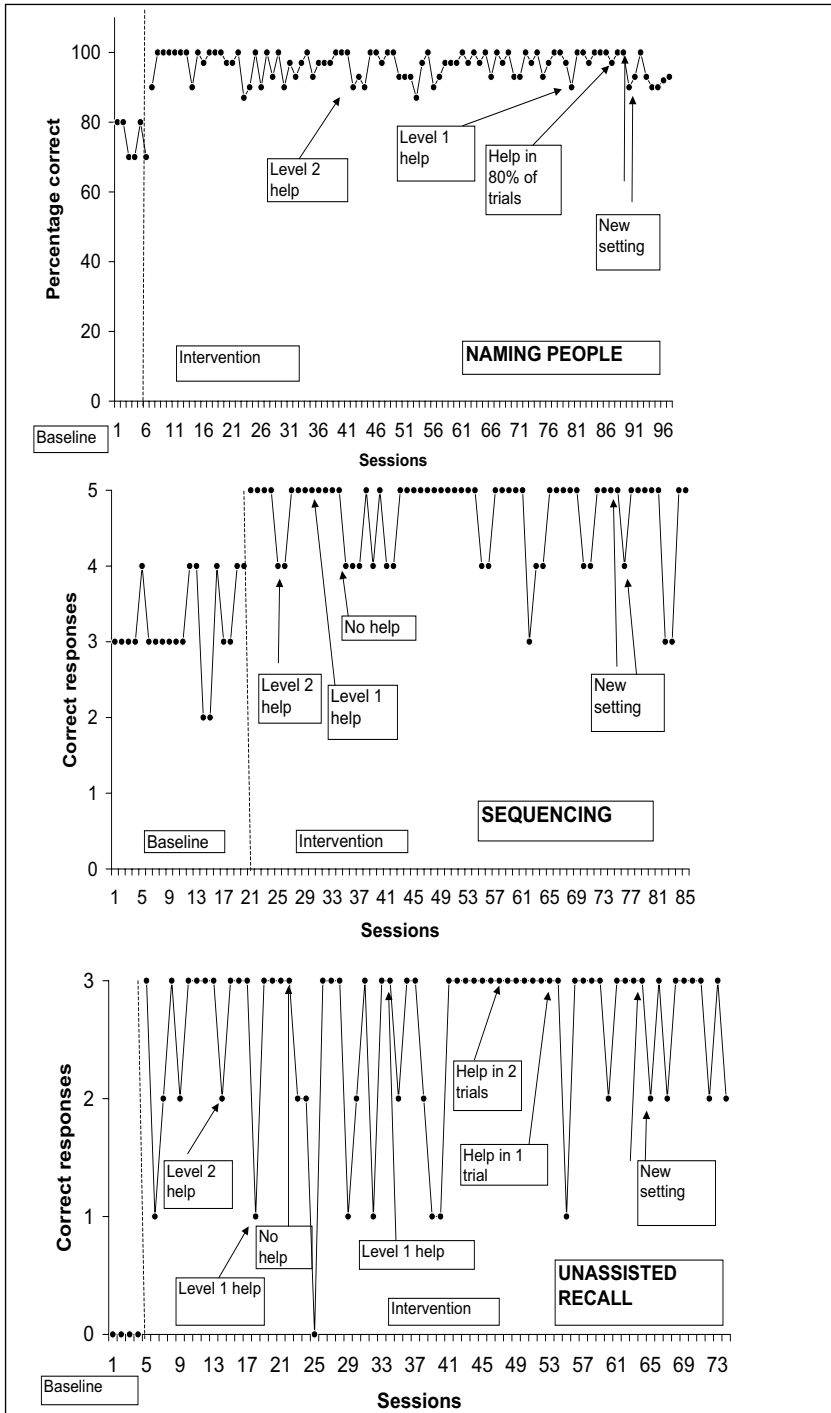 100
80
60
40
20
0
Percentage correct
Level 2
help
Level 1
help
Help in
80% of
trials
New
setting
Intervention
NAMING PEOPLE
Baseline
1 6 11 16 21 26 31 36 41 46 51 56 61 66 71 76 81 86 91 96
Sessions
5
4
3
2
1
0
Correct responses
No help
Level 2
help
Level 1
help
New
setting
SEQUENCING
Baseline
Intervention
1 5 9 13 17 21 25 29 33 37 41 45 49 53 57 61 65 69 73 77 81 85
Sessions
3
2
1
0
Correct responses
Help in 2
trials
Level 2
help
Help in 1
trial
New
setting
No
help
Level 1 help
Level 1 help
UNASSISTED
RECALL
Intervention
1 5 9 13 17 21 25 29 33 37 41 45 49 53 57 61 65 69 73
Baseline
Sessions